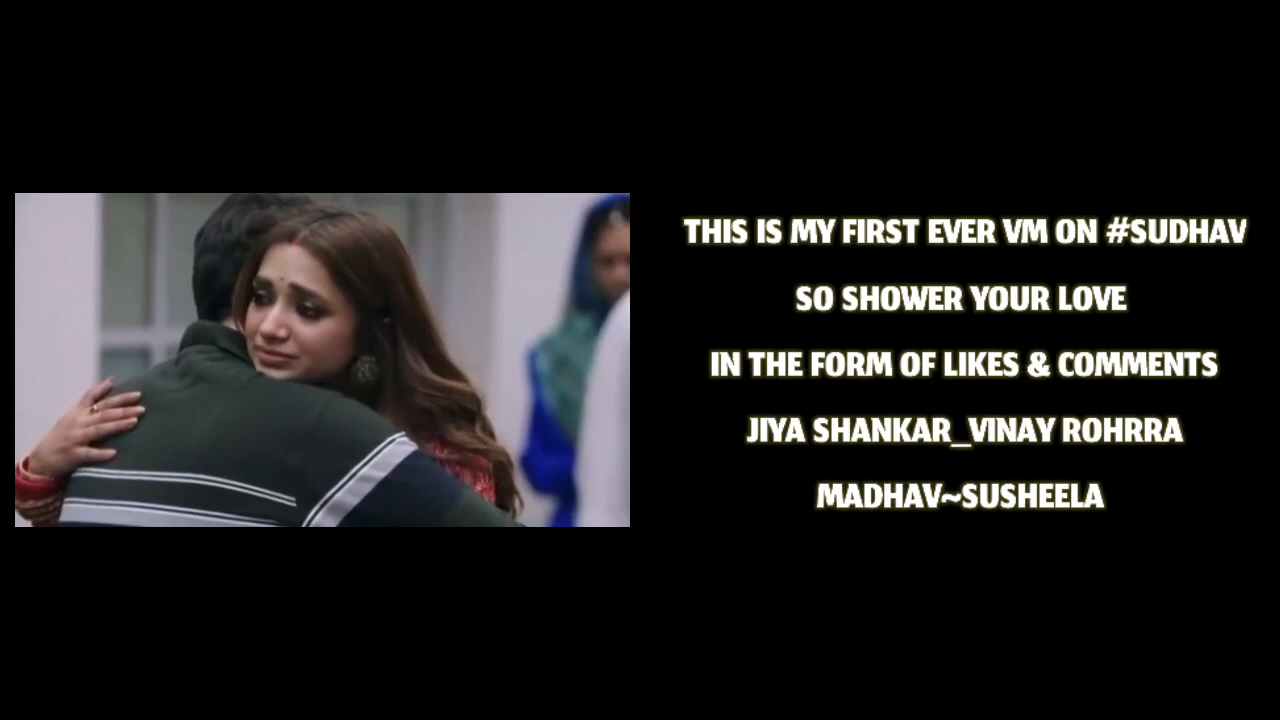 THIS IS MY FIRST EVER VM ON #SUDHAV
SO SHOWER YOUR LOVE
IN THE FORM OF LIKES & COMMENTS
JIYA SHANKAR_VINAY ROHRRA
MADHAV~SUSHEELA